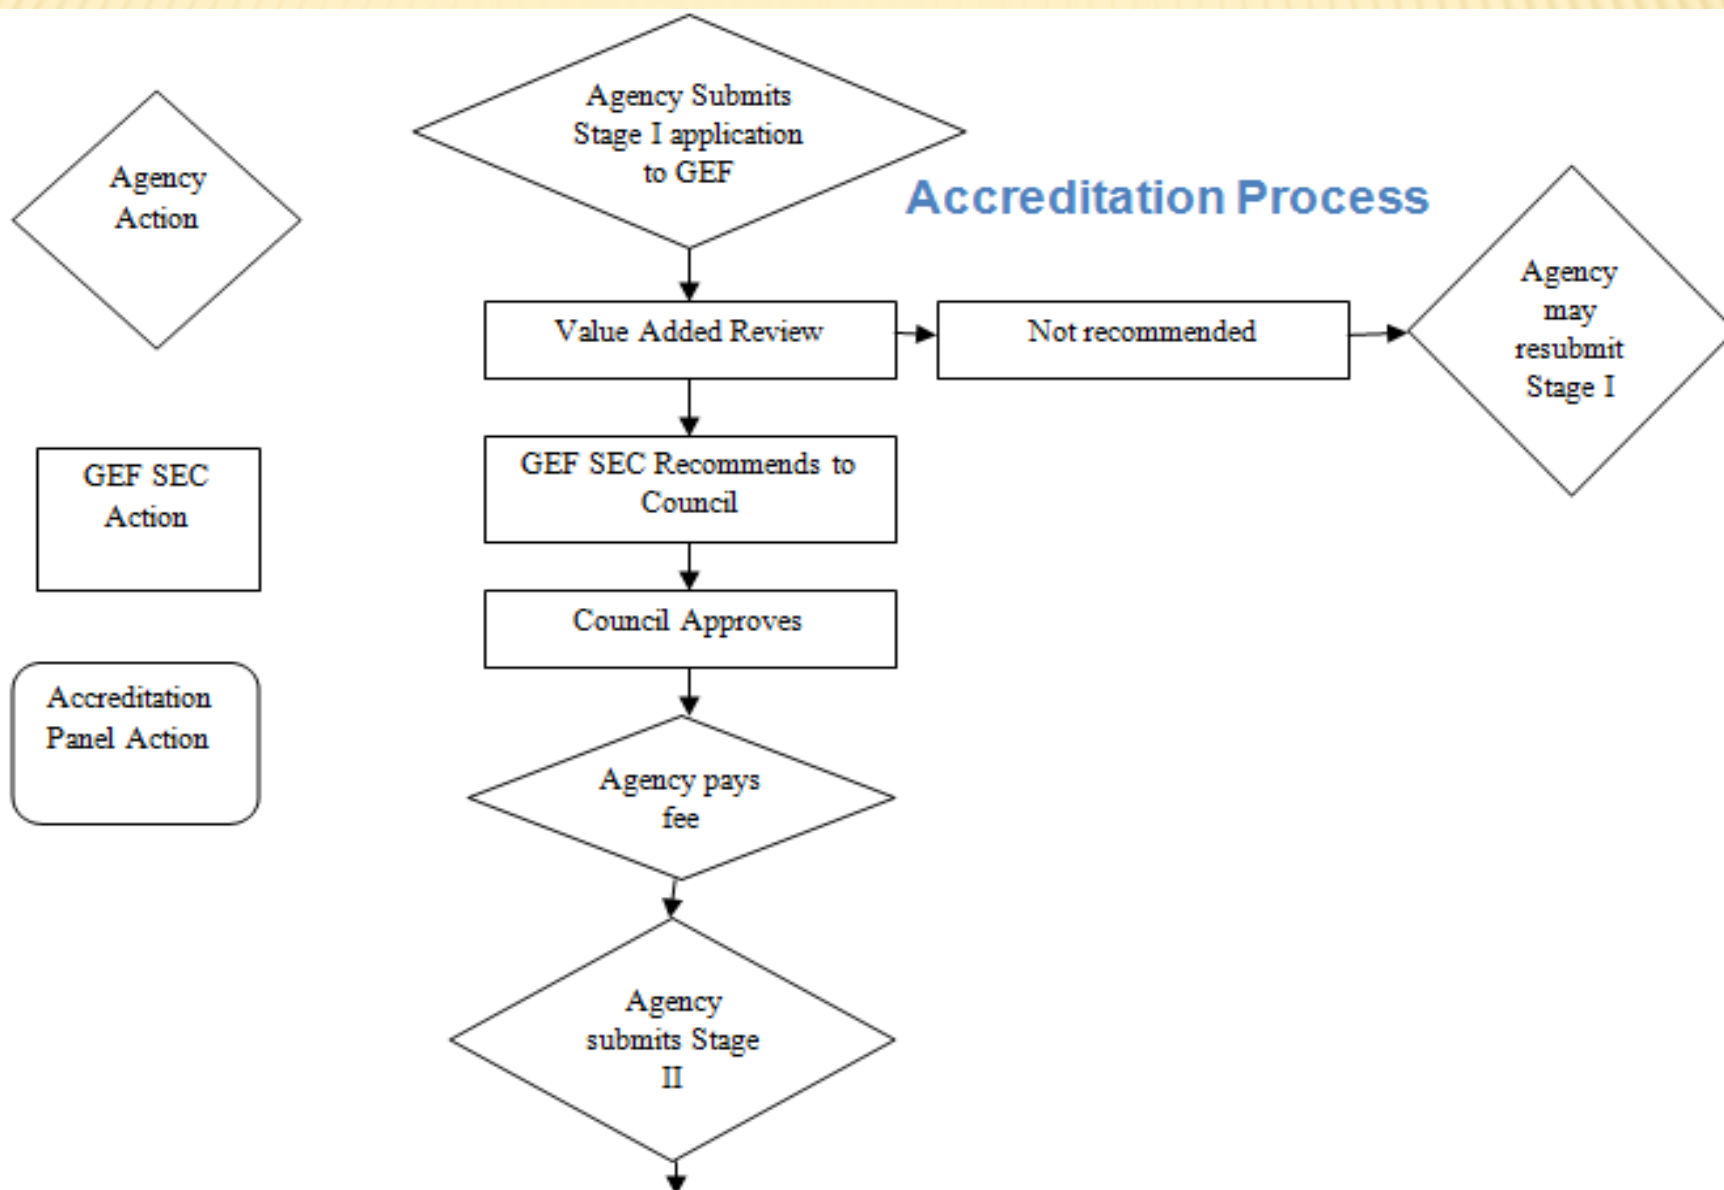 Agency Submits
Stage I application
to GEF
Agency
Action
Accreditation Process
Value Added Review
Not recommended
Agency
may
resubmit
Stage I
GEF SEC
Action
GEF SEC Recommends to
Council
Council Approves
Accreditation
Panel Action
Agency pays
fee
Agency
submits Stage
II